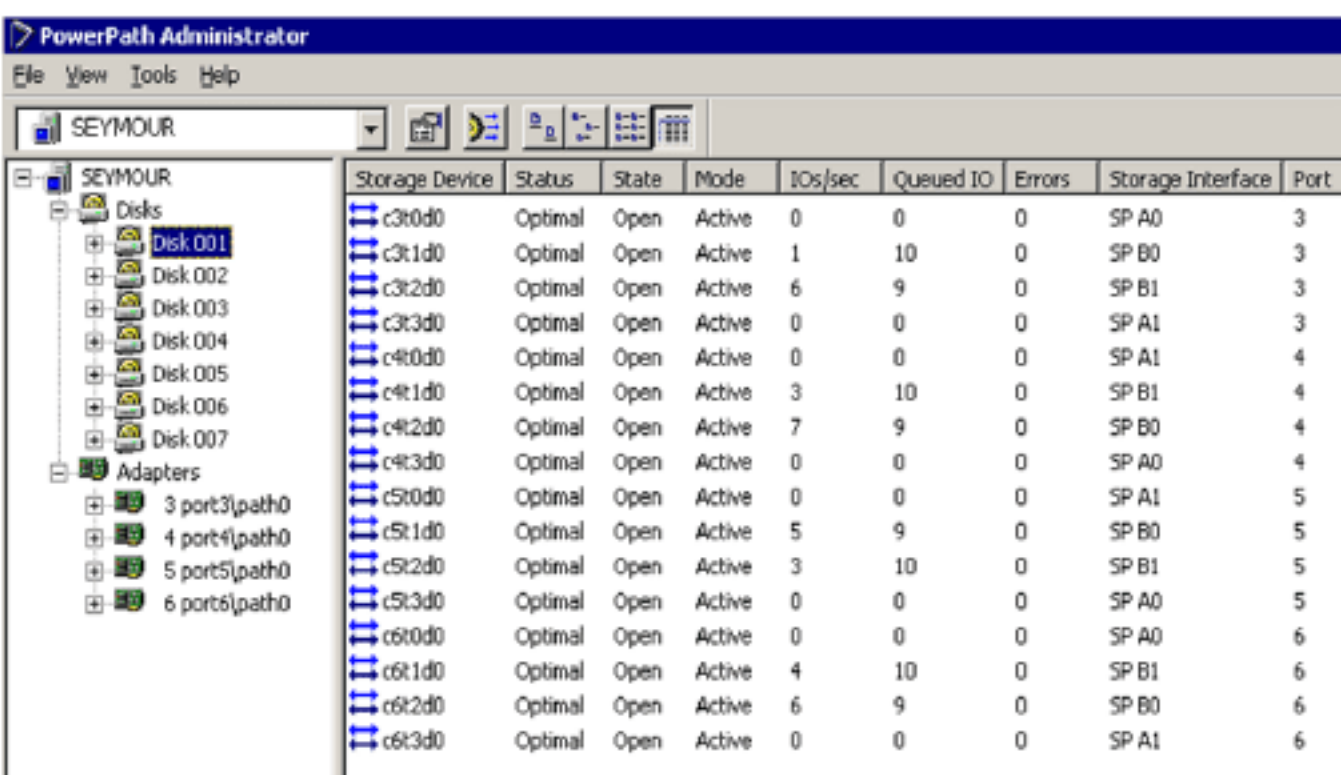 PowerPath Administrator
File View Tools Help
SEYMOUR
SEYMOUR
Disks
Disk 001
Disk 002
Disk 003
Disk 004
Disk 005
Disk 006
Disk 007
Adapters
3 port3\path0
4 port4\path0
5 port5\path0
6 port6\path0
Storage Device Status State Mode IOs/sec Queued IO Errors Storage Interface Port
c3t0d0 Optimal Open Active 0 0 0 SP A0 3
c3t1d0 Optimal Open Active 1 10 0 SP B0 3
c3t2d0 Optimal Open Active 6 9 0 SP B1 3
c3t3d0 Optimal Open Active 0 0 0 SP A1 3
c4t0d0 Optimal Open Active 0 0 0 SP A1 4
c4t1d0 Optimal Open Active 3 10 0 SP B1 4
c4t2d0 Optimal Open Active 7 9 0 SP B0 4
c4t3d0 Optimal Open Active 0 0 0 SP A0 4
c5t0d0 Optimal Open Active 0 0 0 SP A1 5
c5t1d0 Optimal Open Active 5 9 0 SP B0 5
c5t2d0 Optimal Open Active 3 10 0 SP B1 5
c5t3d0 Optimal Open Active 0 0 0 SP A0 5
c6t0d0 Optimal Open Active 0 0 0 SP A0 6
c6t1d0 Optimal Open Active 4 10 0 SP B1 6
c6t2d0 Optimal Open Active 6 9 0 SP B0 6
c6t3d0 Optimal Open Active 0 0 0 SP A1 6